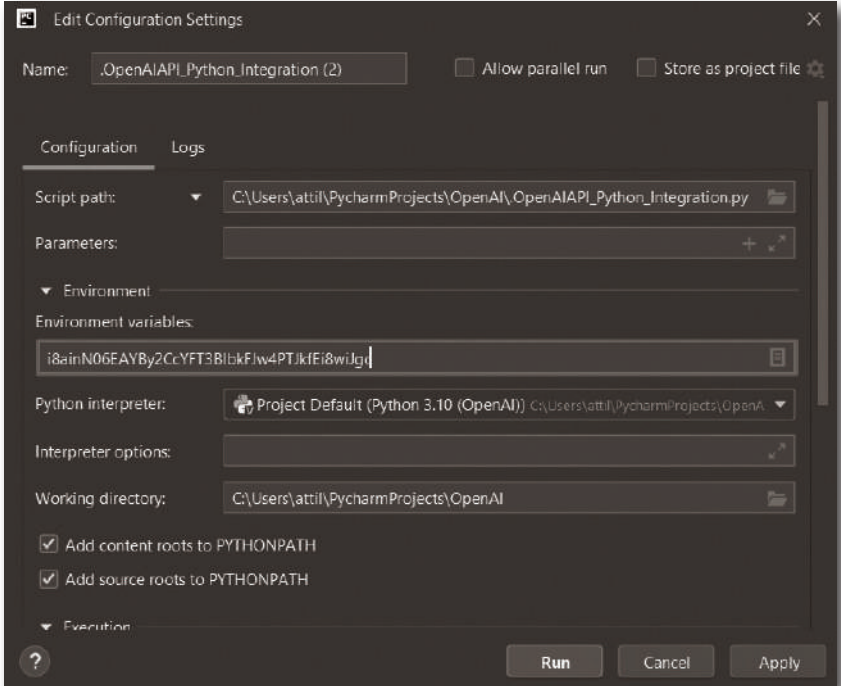 PC Edit Configuration Settings
Name: .OpenAIAPI_Python_Integration (2) Allow parallel run Store as project file
Configuration Logs
Script path: C:\Users\attil\PycharmProjects\OpenAI\.OpenAIAPI_Python_Integration.py
Parameters:
Environment
Environment variables:
Python interpreter: Project Default (Python 3.10 (OpenAI)) C:\Users\attil\PycharmProjects\OpenA
Interpreter options:
Working directory: C:\Users\attil\PycharmProjects\OpenAI
Add content roots to PYTHONPATH
Add source roots to PYTHONPATH
Execution
? Run Cancel Apply